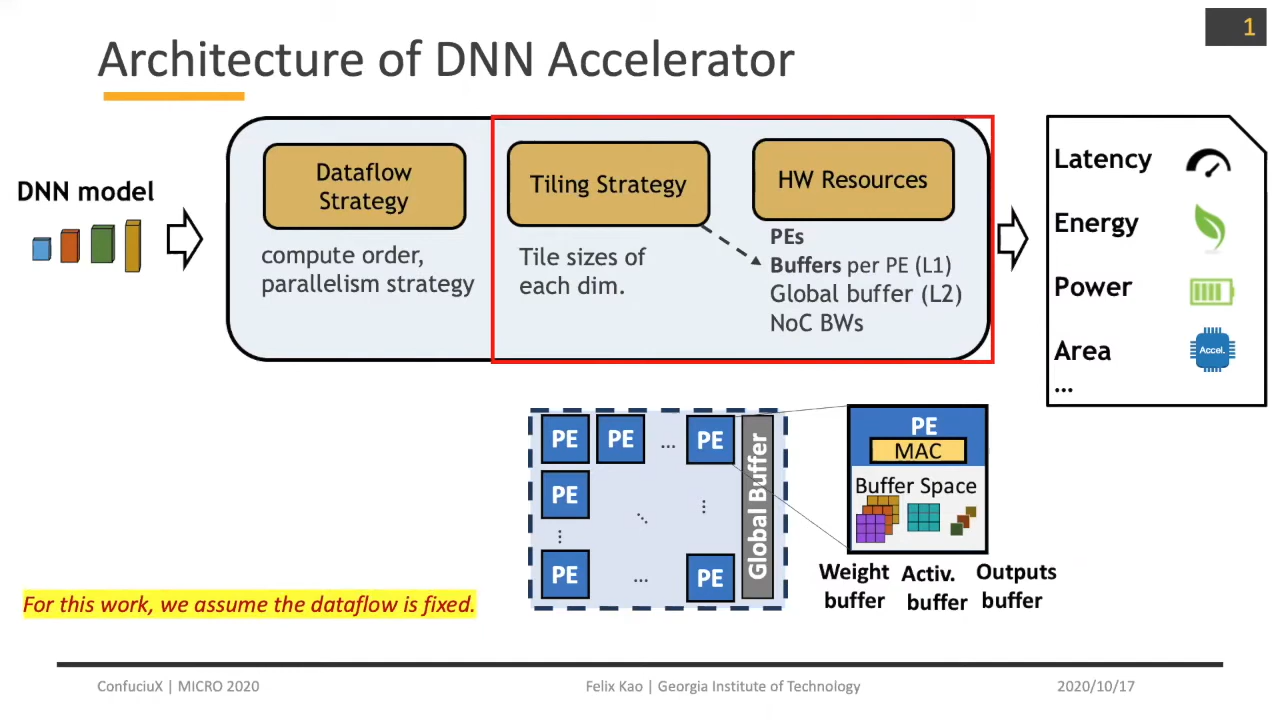 1
Architecture of DNN Accelerator
DNN model
Dataflow
Strategy
compute order,
parallelism strategy
Tiling Strategy
Tile sizes of
each dim.
HW Resources
PEs
Buffers per PE (L1)
Global buffer (L2)
NoC BWs
Latency
Energy
Power
Area
Accel.
...
PE
PE
...
PE
PE
⋮
⋱
⋮
PE
...
PE
Global Buffer
PE
MAC
Buffer Space
Weight
buffer
Activ.
buffer
Outputs
buffer
For this work, we assume the dataflow is fixed.
ConfuciuX | MICRO 2020
Felix Kao | Georgia Institute of Technology
2020/10/17